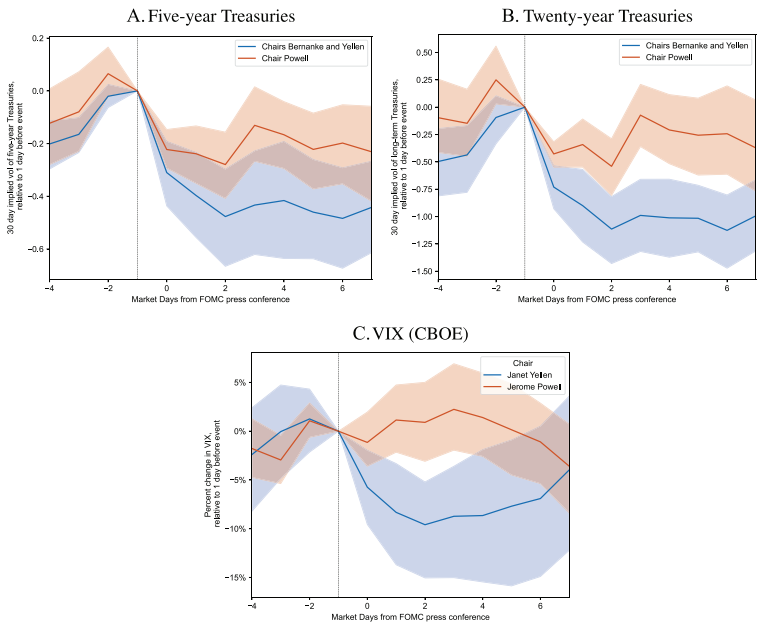 A. Five-year Treasuries
Chairs Bernanke and Yellen
Chair Powell
30 day implied vol of five-year Treasuries,
relative to 1 day before event
0.2
0.0
−0.2
−0.4
−0.6
−4
−2
0
2
4
6
Market Days from FOMC press conference
B. Twenty-year Treasuries
Chairs Bernanke and Yellen
Chair Powell
30 day implied vol of long-term Treasuries,
relative to 1 day before event
0.50
0.25
0.00
−0.25
−0.50
−0.75
−1.00
−1.25
−1.50
−4
−2
0
2
4
6
Market Days from FOMC press conference
C. VIX (CBOE)
Chair
Janet Yellen
Jerome Powell
Percent change in VIX,
relative to 1 day before event
5%
0%
−5%
−10%
−15%
−4
−2
0
2
4
6
Market Days from FOMC press conference